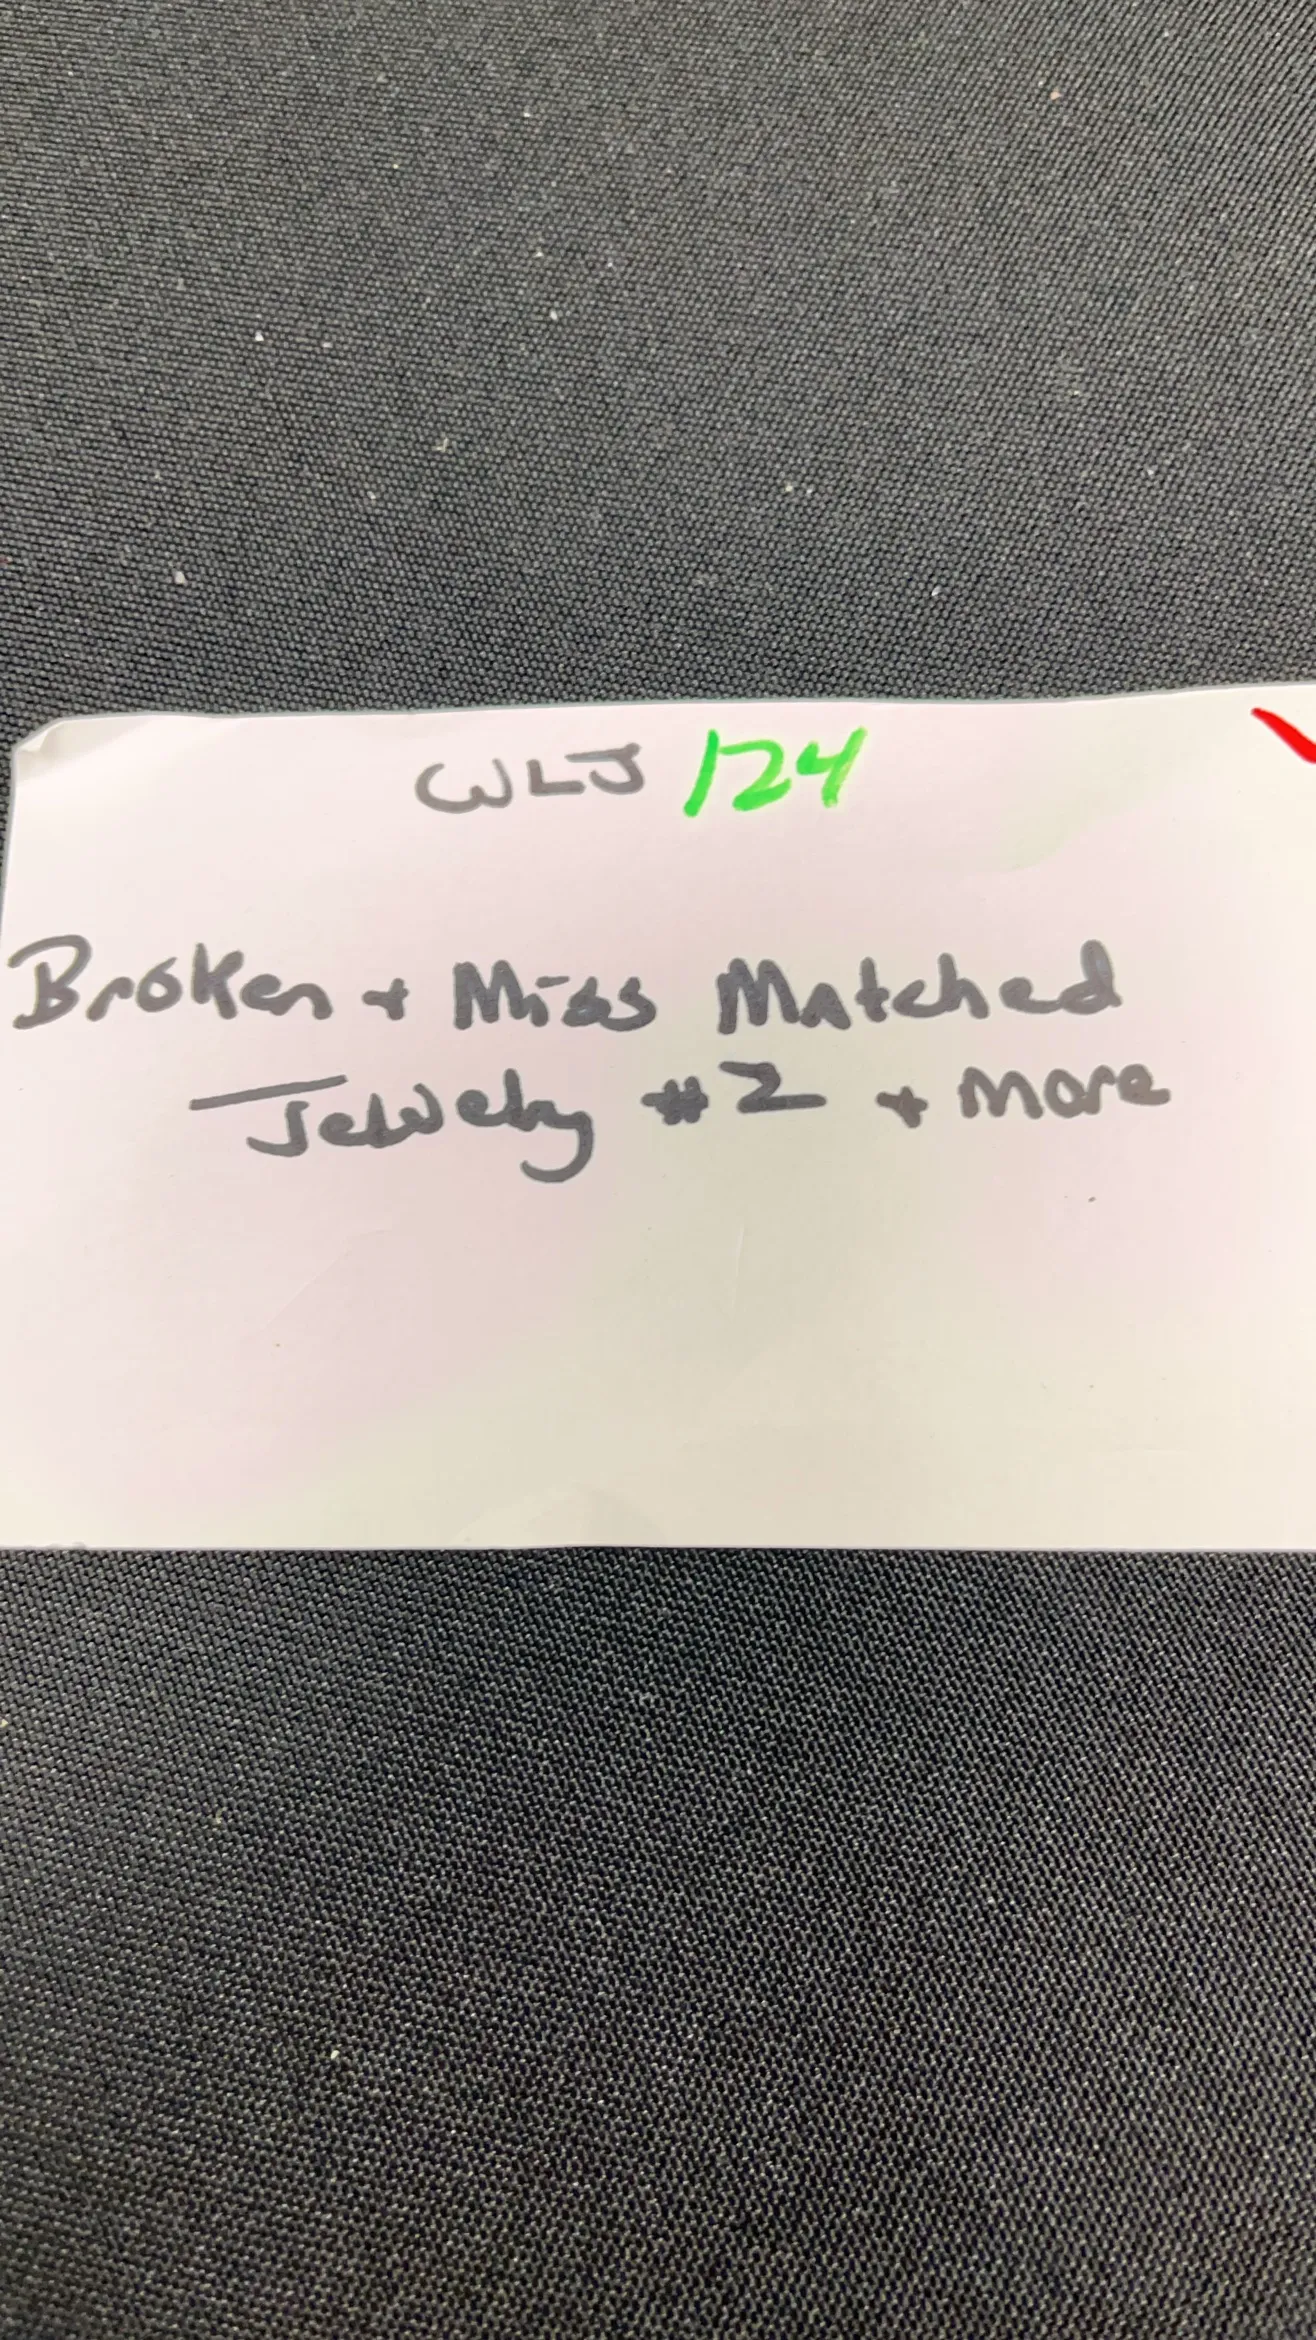 WLJ 124
Broken + Miss Matched
Jewelry #2 + more